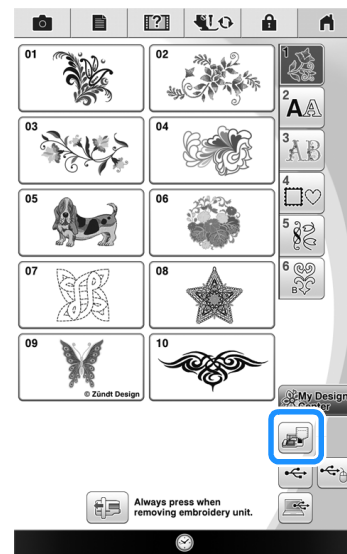 01
02
1
2
AA
03
04
3
AB
4
05
06
5
6
B
07
08
09
10
© Zündt Design
My Design
Center
Always press when
removing embroidery unit.